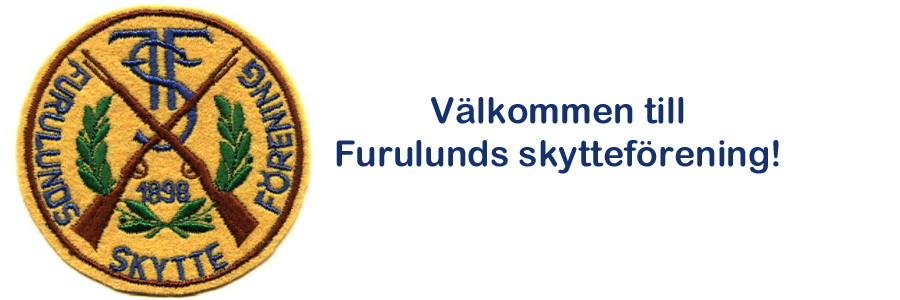 FURULUNDS
SKYTTE
FÖRENING
FSF
1898
Välkommen till
Furulunds skytteförening!